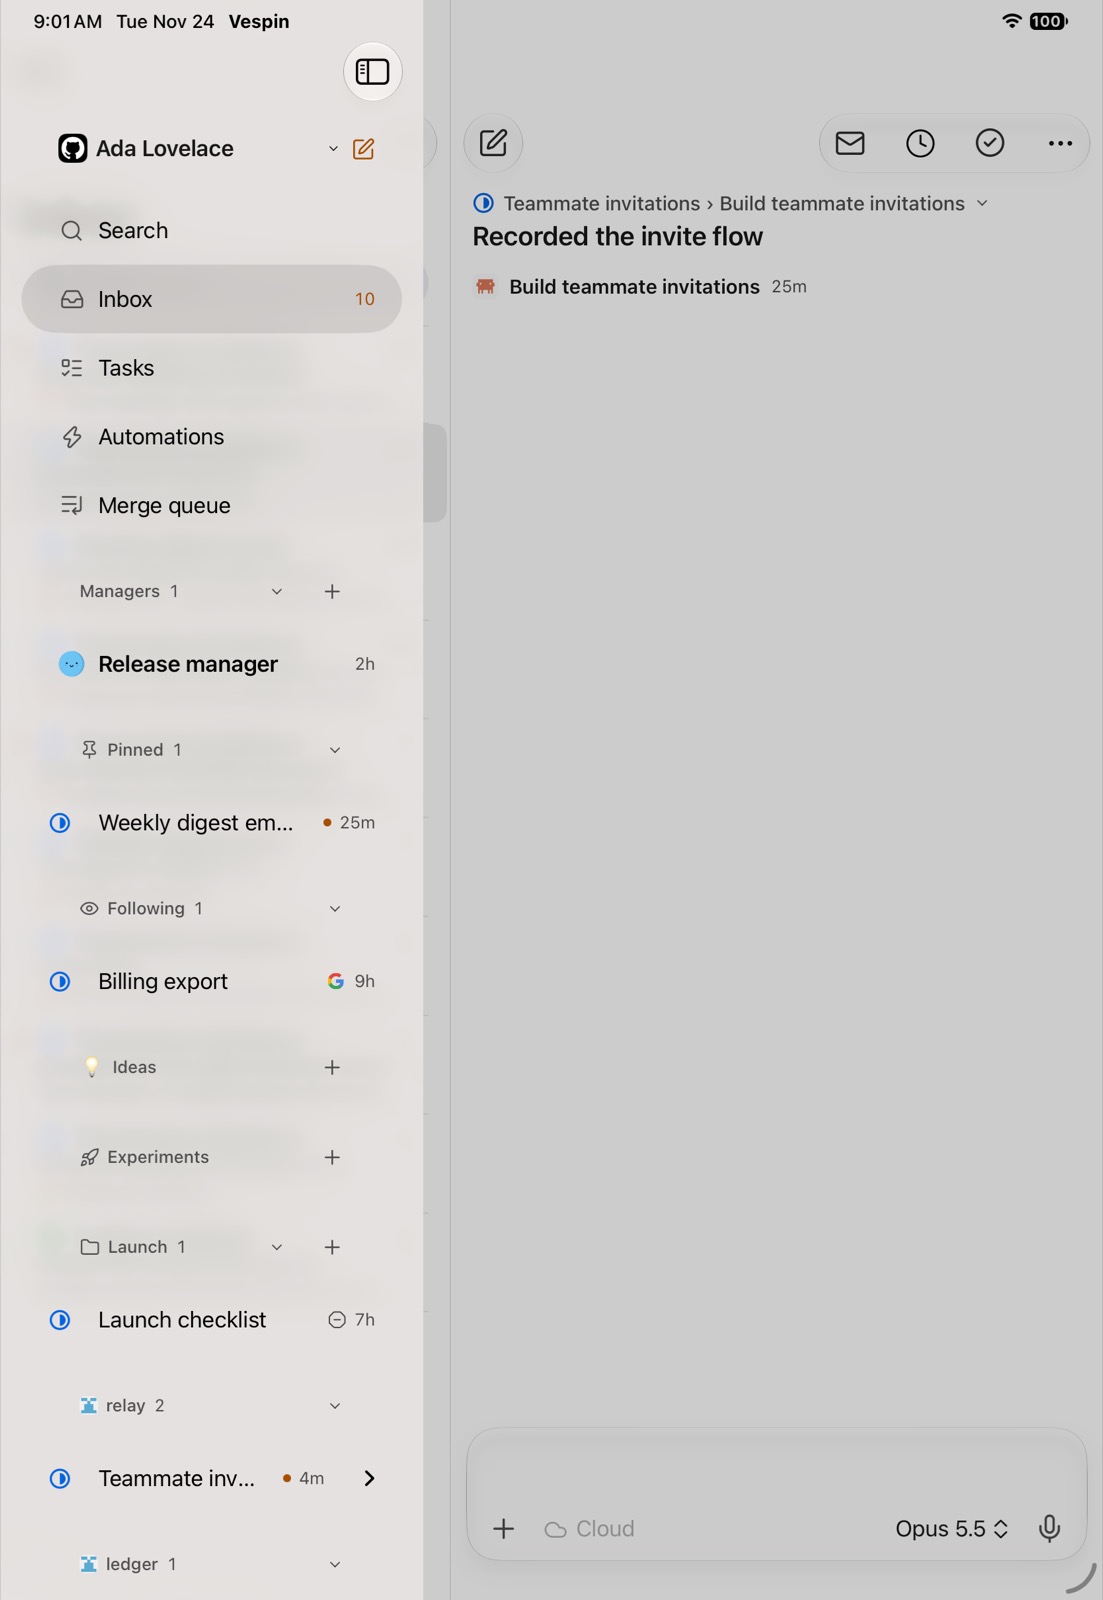 9:01 AM Tue Nov 24 Vespin
100
Ada Lovelace
Search
Inbox 10
Tasks
Automations
Merge queue
Managers 1
Release manager 2h
Pinned 1
Weekly digest em... 25m
Following 1
Billing export 9h
Ideas
Experiments
Launch 1
Launch checklist 7h
relay 2
Teammate inv... 4m
ledger 1
Teammate invitations › Build teammate invitations
Recorded the invite flow
Build teammate invitations 25m
Cloud
Opus 5.5